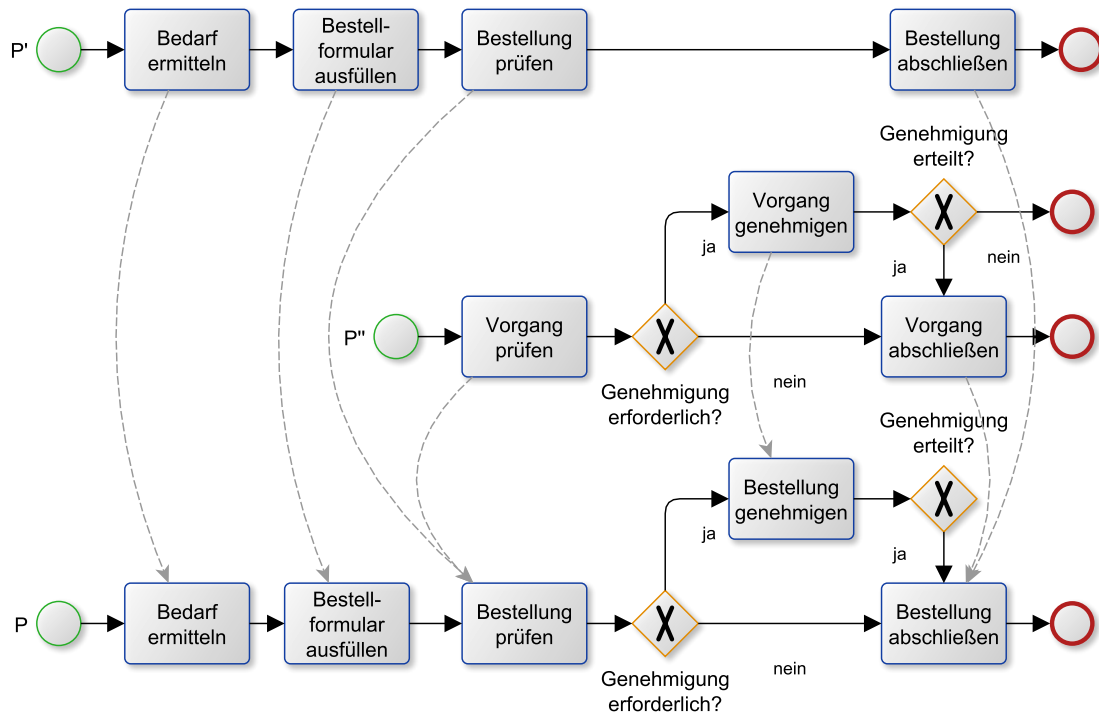 P'
Bedarf
ermitteln
Bestell-
formular
ausfüllen
Bestellung
prüfen
Bestellung
abschließen
Genehmigung
erteilt?
Vorgang
genehmigen
X
ja
ja
nein
P"
Vorgang
prüfen
X
Vorgang
abschließen
nein
Genehmigung
erforderlich?
Genehmigung
erteilt?
Bestellung
genehmigen
X
ja
ja
P
Bedarf
ermitteln
Bestell-
formular
ausfüllen
Bestellung
prüfen
X
Bestellung
abschließen
nein
Genehmigung
erforderlich?